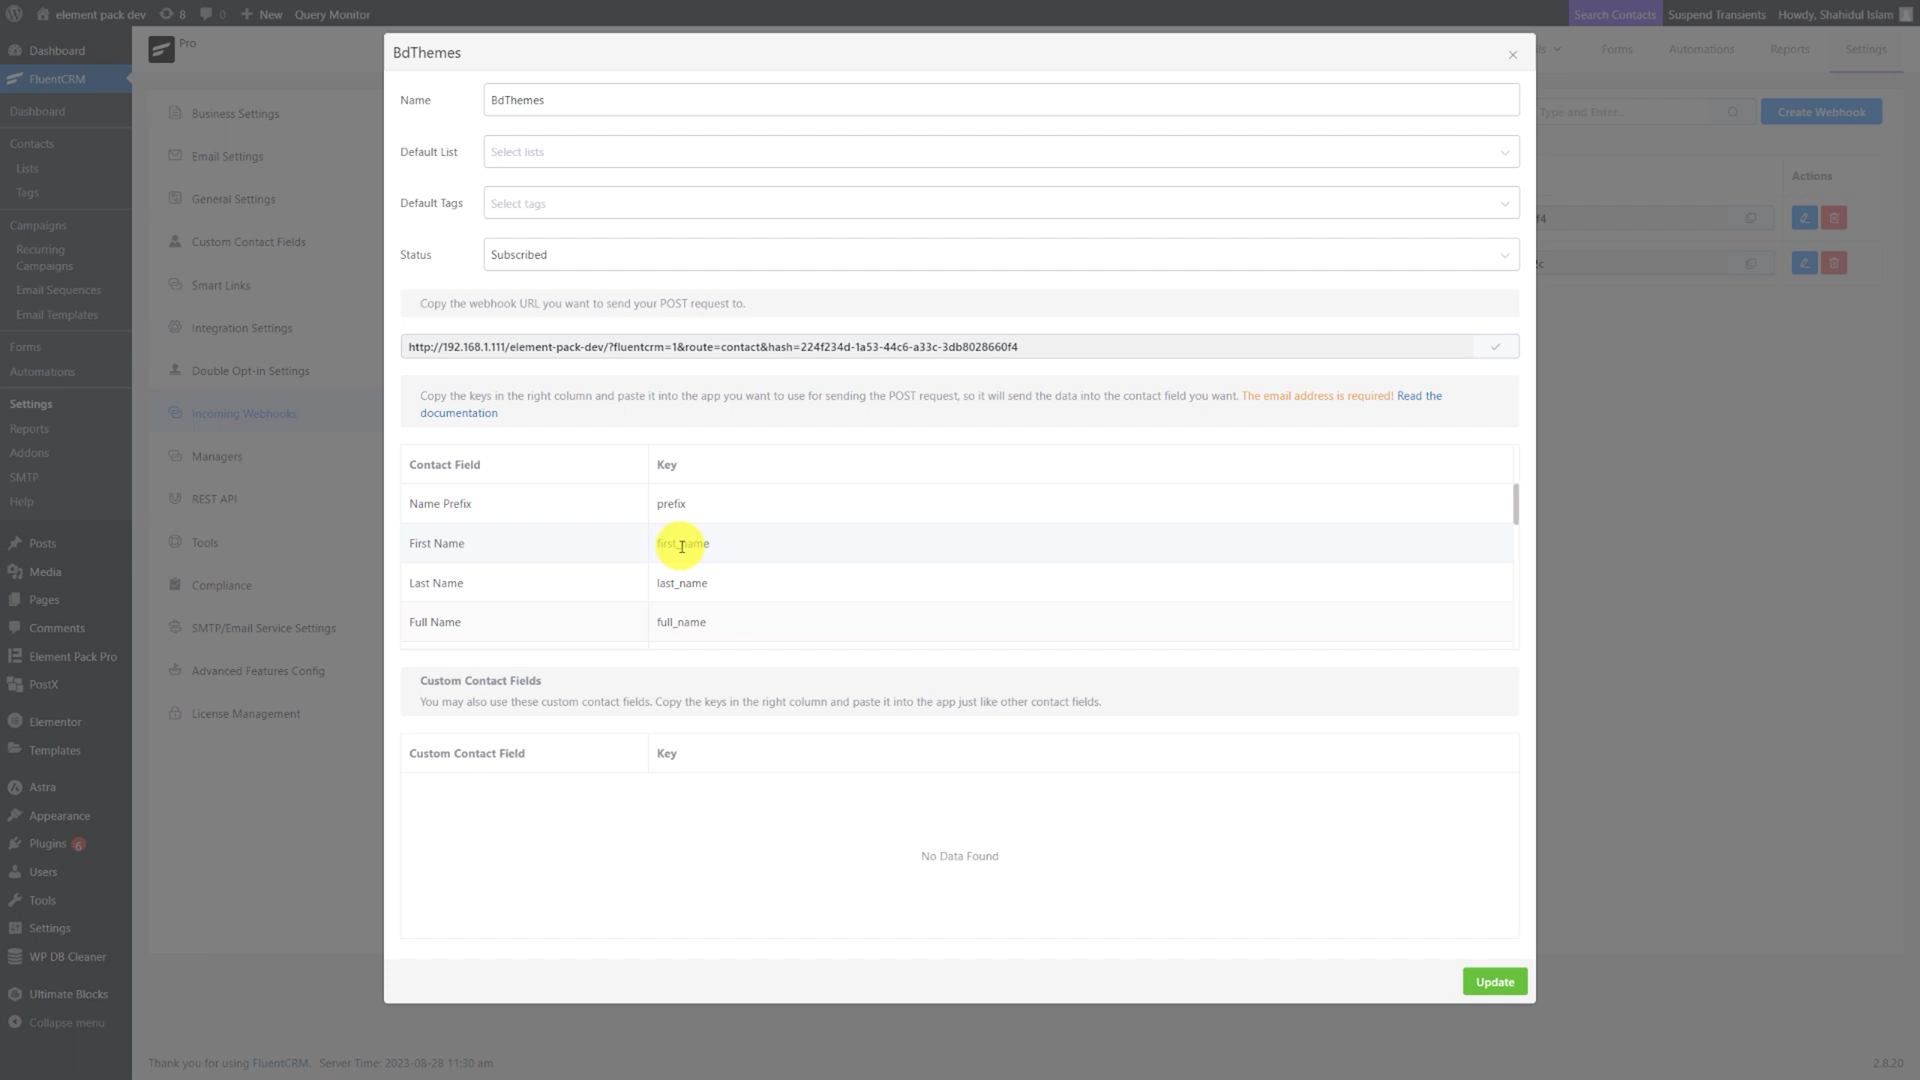 element pack dev
8
0
New
Query Monitor
Search Contacts
Suspend Transients
Howdy, Shahidul Islam
Dashboard
FluentCRM
Dashboard
Contacts
Lists
Tags
Campaigns
Recurring
Campaigns
Email Sequences
Email Templates
Forms
Automations
Settings
Reports
Addons
SMTP
Help
Posts
Media
Pages
Comments
Element Pack Pro
PostX
Elementor
Templates
Astra
Appearance
Plugins 6
Users
Tools
Settings
WP DB Cleaner
Ultimate Blocks
Collapse menu
Pro
Forms
Automations
Reports
Settings
Business Settings
Email Settings
General Settings
Custom Contact Fields
Smart Links
Integration Settings
Double Opt-in Settings
Incoming Webhooks
Managers
REST API
Tools
Compliance
SMTP/Email Service Settings
Advanced Features Config
License Management
BdThemes
Name
BdThemes
Default List
Select lists
Default Tags
Select tags
Status
Subscribed
Copy the webhook URL you want to send your POST request to.
http://192.168.1.111/element-pack-dev/?fluentcrm=1&route=contact&hash=224f234d-1a53-44c6-a33c-3db8028660f4
Copy the keys in the right column and paste it into the app you want to use for sending the POST request, so it will send the data into the contact field you want. The email address is required! Read the
documentation
Contact Field
Key
Name Prefix
prefix
First Name
first_name
Last Name
last_name
Full Name
full_name
Custom Contact Fields
You may also use these custom contact fields. Copy the keys in the right column and paste it into the app just like other contact fields.
Custom Contact Field
Key
No Data Found
Update
Type and Enter...
Create Webhook
Actions
f4
Thank you for using FluentCRM. Server Time: 2023-08-28 11:30 am
2.8.20